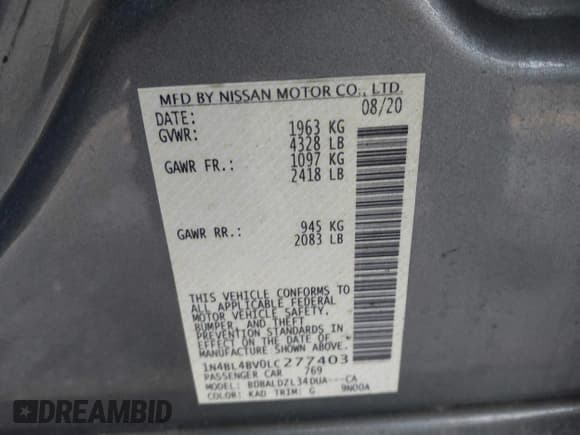 MFD BY NISSAN MOTOR CO., LTD.
DATE: 08/20
GVWR: 1963 KG
4328 LB
GAWR FR.: 1097 KG
2418 LB
GAWR RR.: 945 KG
2083 LB
THIS VEHICLE CONFORMS TO
ALL APPLICABLE FEDERAL
MOTOR VEHICLE SAFETY,
BUMPER, AND THEFT
PREVENTION STANDARDS IN
EFFECT ON THE DATE OF
MANUFACTURE SHOWN ABOVE.
1N4BL4BV0LC277403
PASSENGER CAR 769
BDBALDZL34DUA---CA
COLOR: KAD TRIM: G 9N00A
DREAMBID